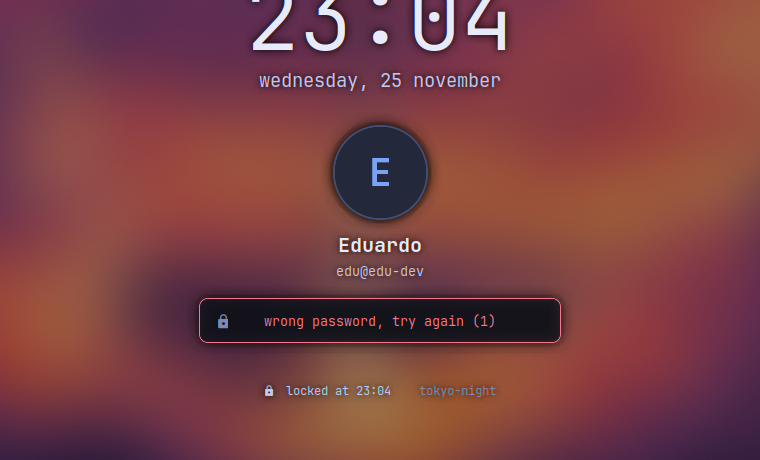 23:04
wednesday, 25 november
E
Eduardo
edu@edu-dev
wrong password, try again (1)
locked at 23:04 tokyo-night